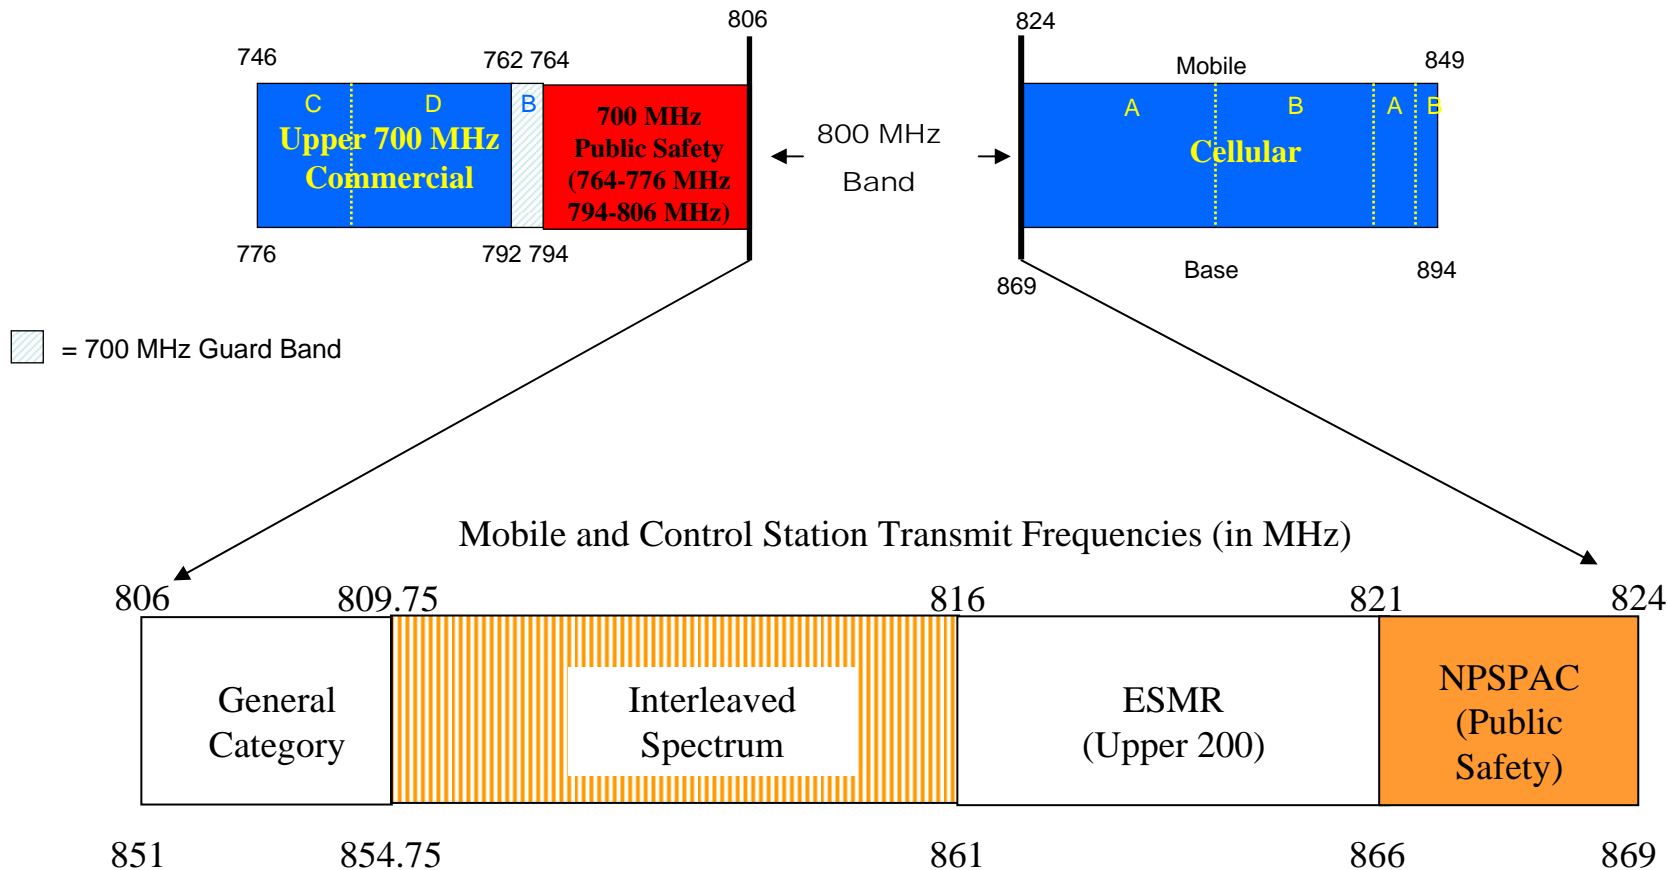 806
824
746
762 764
Mobile
849
C
D
B
700 MHz
Public Safety
(764-776 MHz
794-806 MHz)
Upper 700 MHz
Commercial
800 MHz
Band
A
B
A
B
Cellular
776
792 794
869
Base
894
= 700 MHz Guard Band
Mobile and Control Station Transmit Frequencies (in MHz)
806
809.75
816
821
824
General
Category
Interleaved
Spectrum
ESMR
(Upper 200)
NPSPAC
(Public
Safety)
851
854.75
861
866
869